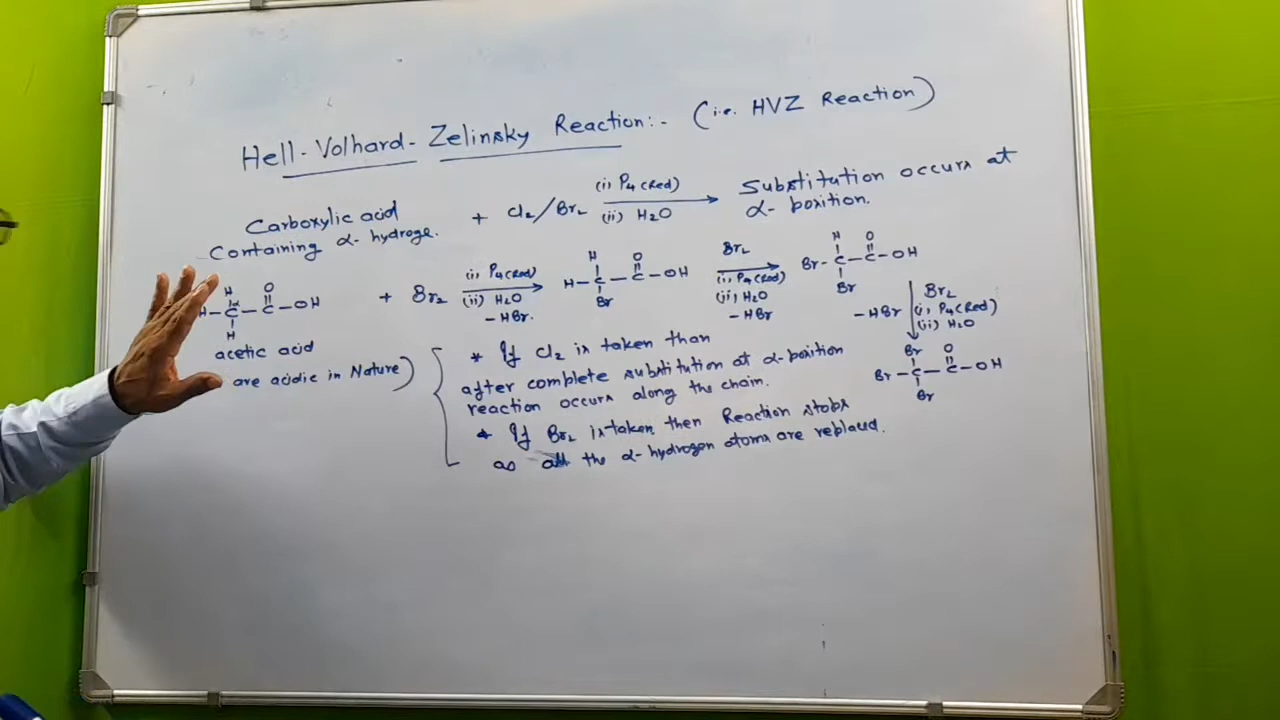 Hell-Volhard-Zelinsky Reaction:- (i.e. HVZ Reaction)
Carboxylic acid
Containing α-hydroge.
+ Cl2/Br2
(i) P4 (Red)
(ii) H2O
Substitution occurs at
α-position.
H
H-C-C-OH
α
O
H
acetic acid
+ Br2
(i) P4 (Red)
(ii) H2O
-HBr.
H O
H-C-C-OH
Br
Br2
(i) P4 (Red)
(ii) H2O
-HBr
H O
Br-C-C-OH
Br
-HBr
Br2
(i) P4 (Red)
(ii) H2O
Br O
Br-C-C-OH
Br
are acidic in Nature)
* If Cl2 is taken than
after complete substitution at α-position
reaction occurs along the chain.
* If Br2 is taken then Reaction stops
as all the α-hydrogen atoms are replaced.